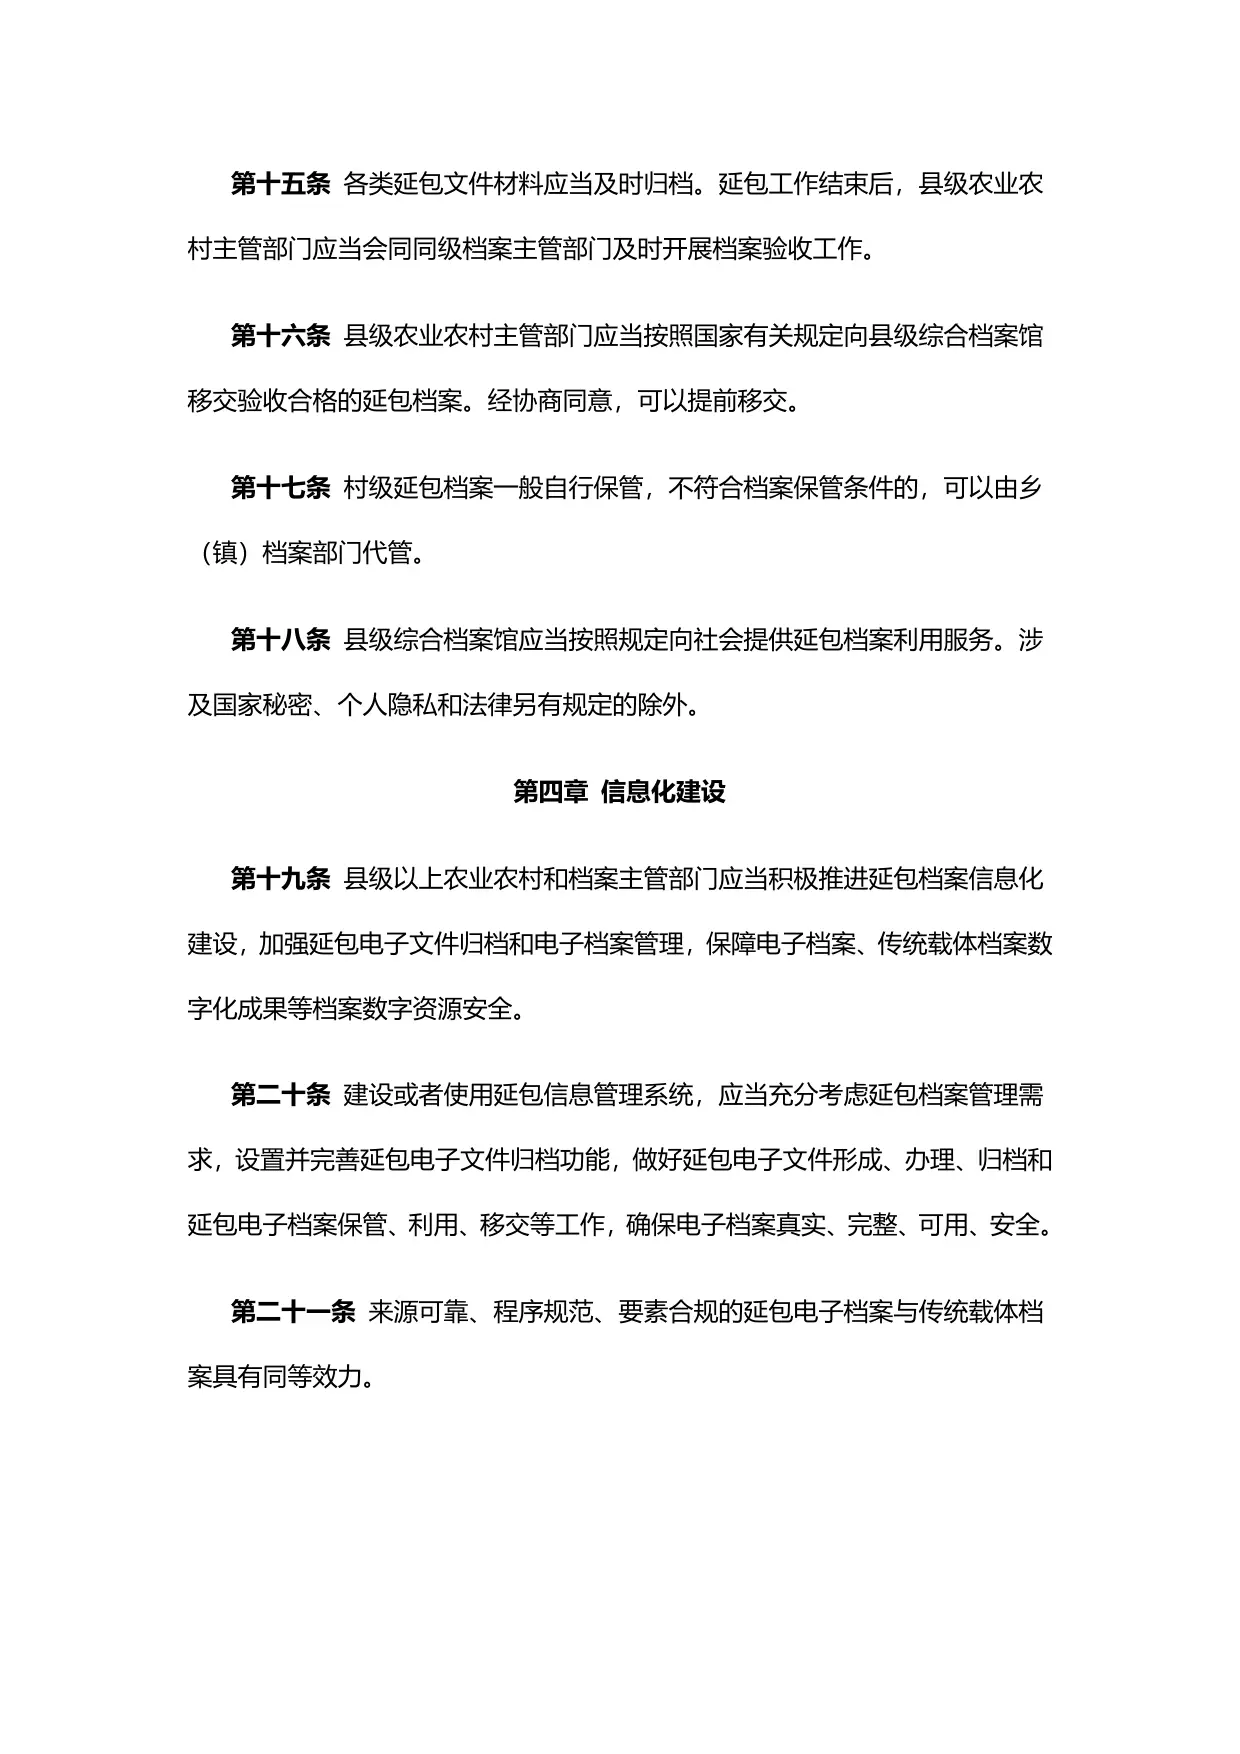 第十五条 各类延包文件材料应当及时归档。延包工作结束后，县级农业农
村主管部门应当会同同级档案主管部门及时开展档案验收工作。
第十六条 县级农业农村主管部门应当按照国家有关规定向县级综合档案馆
移交验收合格的延包档案。经协商同意，可以提前移交。
第十七条 村级延包档案一般自行保管，不符合档案保管条件的，可以由乡
（镇）档案部门代管。
第十八条 县级综合档案馆应当按照规定向社会提供延包档案利用服务。涉
及国家秘密、个人隐私和法律另有规定的除外。
第四章 信息化建设
第十九条 县级以上农业农村和档案主管部门应当积极推进延包档案信息化
建设，加强延包电子文件归档和电子档案管理，保障电子档案、传统载体档案数
字化成果等档案数字资源安全。
第二十条 建设或者使用延包信息管理系统，应当充分考虑延包档案管理需
求，设置并完善延包电子文件归档功能，做好延包电子文件形成、办理、归档和
延包电子档案保管、利用、移交等工作，确保电子档案真实、完整、可用、安全。
第二十一条 来源可靠、程序规范、要素合规的延包电子档案与传统载体档
案具有同等效力。